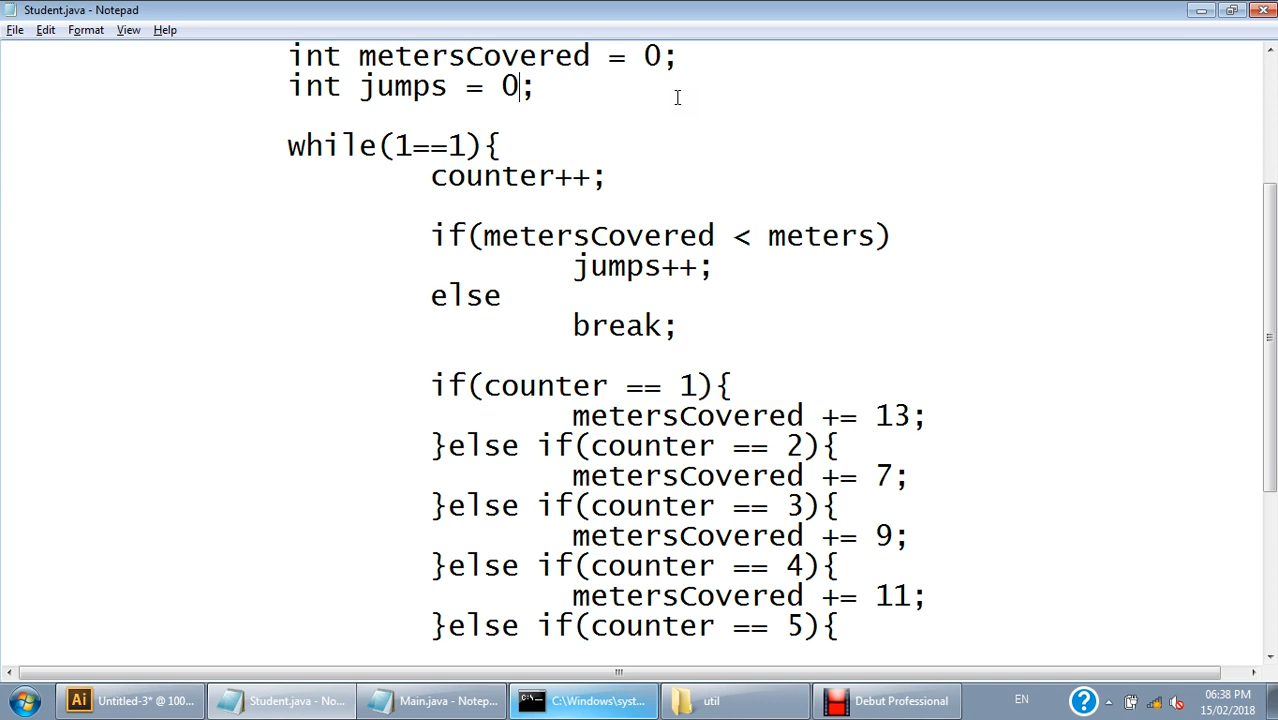 Student.java - Notepad
File Edit Format View Help
int metersCovered = 0;
int jumps = 0;
while(1==1){
counter++;
if(metersCovered < meters)
jumps++;
else
break;
if(counter == 1){
metersCovered += 13;
}else if(counter == 2){
metersCovered += 7;
}else if(counter == 3){
metersCovered += 9;
}else if(counter == 4){
metersCovered += 11;
}else if(counter == 5){
Ai Untitled-3* @ 100... Student.java - No... Main.java - Notep... C:\Windows\syst... util Debut Professional EN 06:38 PM
15/02/2018